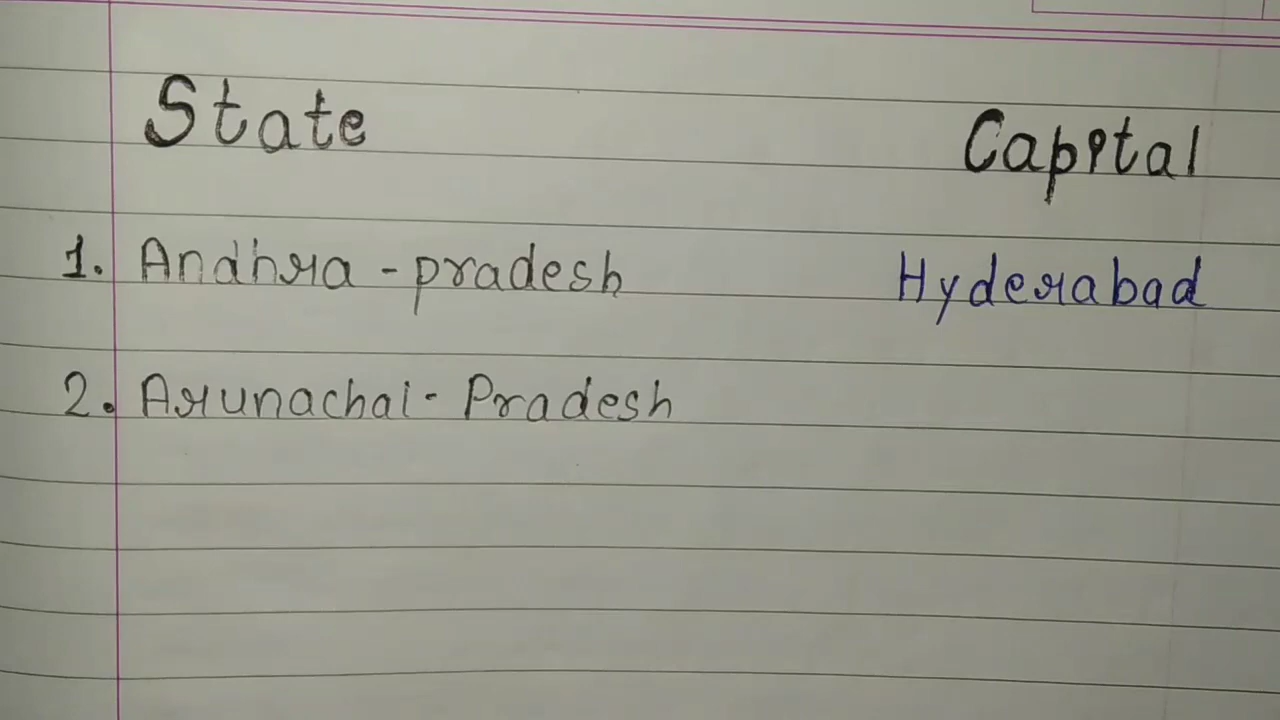 State Capital
1. Andhra - pradesh Hyderabad
2. Arunachal - Pradesh